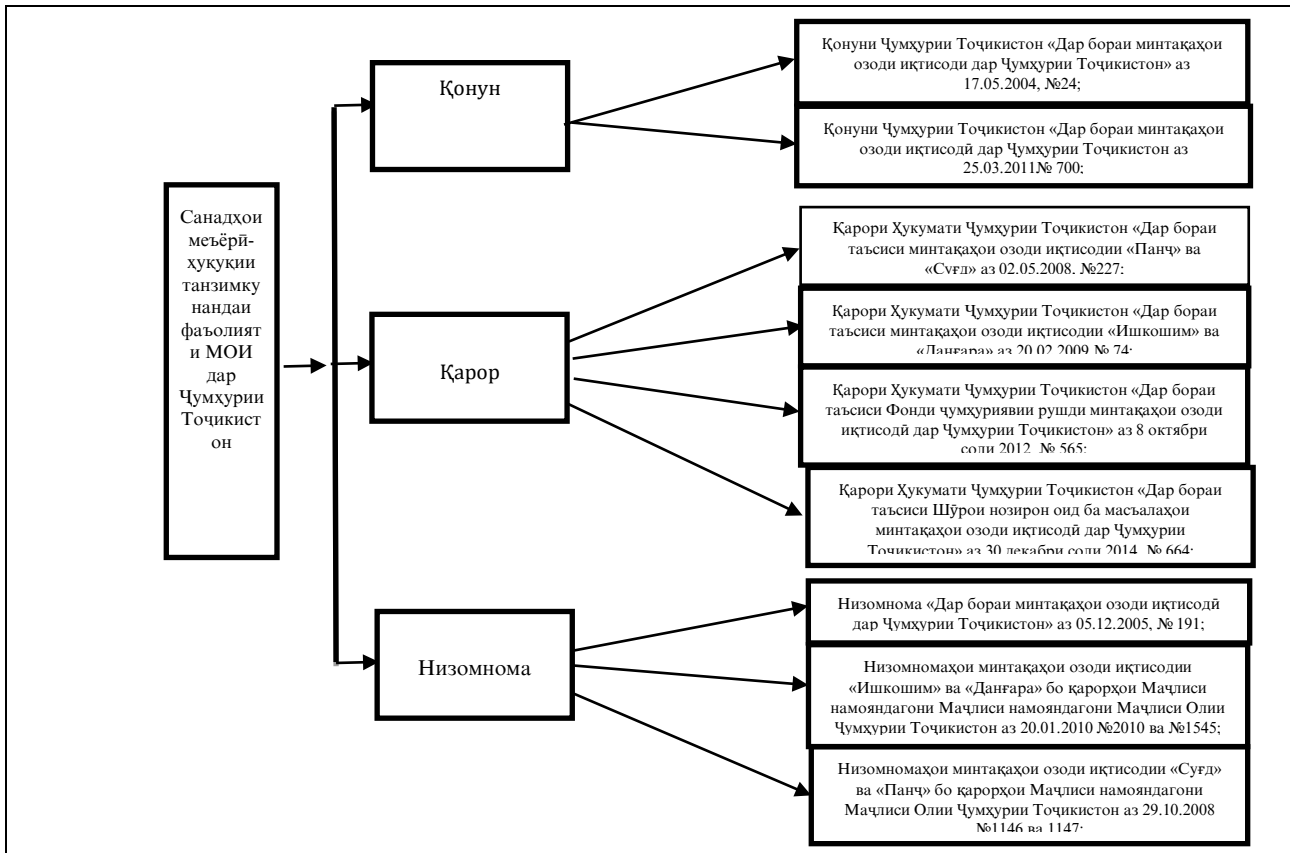 Санадҳои
меъёрӣ-
ҳуқуқии
танзимку
нандаи
фаъолият
и МОИ
дар
Ҷумҳурии
Тоҷикист
он
Қонун
Қонуни Ҷумҳурии Тоҷикистон «Дар бораи минтақаҳои
озоди иқтисоди дар Ҷумҳурии Тоҷикистон» аз
17.05.2004, №24;
Қонуни Ҷумҳурии Тоҷикистон «Дар бораи минтақаҳои
озоди иқтисодӣ дар Ҷумҳурии Тоҷикистон аз
25.03.2011№ 700;
Қарор
Қарори Ҳукумати Ҷумҳурии Тоҷикистон «Дар бораи
таъсиси минтақаҳои озоди иқтисодии «Панҷ» ва
«Суғд» аз 02.05.2008, №227;
Қарори Ҳукумати Ҷумҳурии Тоҷикистон «Дар бораи
таъсиси минтақаҳои озоди иқтисодии «Ишкошим» ва
«Данғара» аз 20.02.2009 № 74;
Қарори Ҳукумати Ҷумҳурии Тоҷикистон «Дар бораи
таъсиси Фонди ҷумҳуриявии рушди минтақаҳои озоди
иқтисодӣ дар Ҷумҳурии Тоҷикистон» аз 8 октябри
соли 2012, № 565;
Қарори Ҳукумати Ҷумҳурии Тоҷикистон «Дар бораи
таъсиси Шӯрои нозирон оид ба масъалаҳои
минтақаҳои озоди иқтисодӣ дар Ҷумҳурии
Тоҷикистон» аз 30 декабри соли 2014, № 664;
Низомнома
Низомнома «Дар бораи минтақаҳои озоди иқтисодӣ
дар Ҷумҳурии Тоҷикистон» аз 05.12.2005, № 191;
Низомномаҳои минтақаҳои озоди иқтисодии
«Ишкошим» ва «Данғара» бо қарорҳои Маҷлиси
намояндагони Маҷлиси намояндагони Маҷлиси Олии
Ҷумҳурии Тоҷикистон аз 20.01.2010 №2010 ва №1545;
Низомномаҳои минтақаҳои озоди иқтисодии «Суғд»
ва «Панҷ» бо қарорҳои Маҷлиси намояндагони
Маҷлиси Олии Ҷумҳурии Тоҷикистон аз 29.10.2008
№1146 ва 1147;